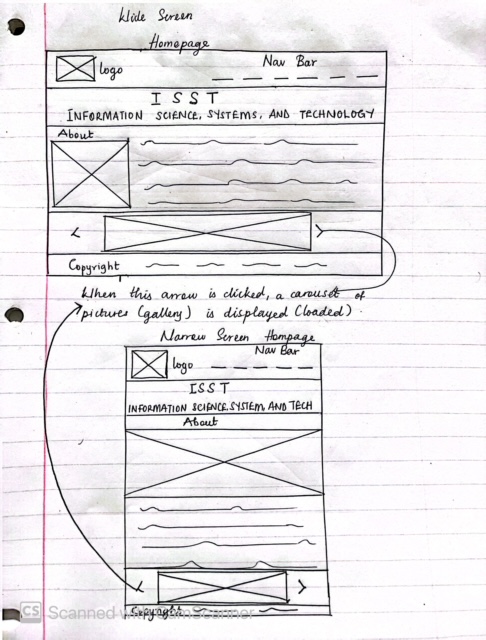 Wide Screen
Homepage
logo
Nav Bar
I S S T
INFORMATION SCIENCE, SYSTEMS, AND TECHNOLOGY
About
<
>
Copyright
When this arrow is clicked, a carousel of
pictures (gallery) is displayed (loaded).
Narrow Screen Hompage
Nav Bar
logo
ISST
INFORMATION SCIENCE, SYSTEM, AND TECH
About
<
>
Copyright
CS Scanned with CamScanner